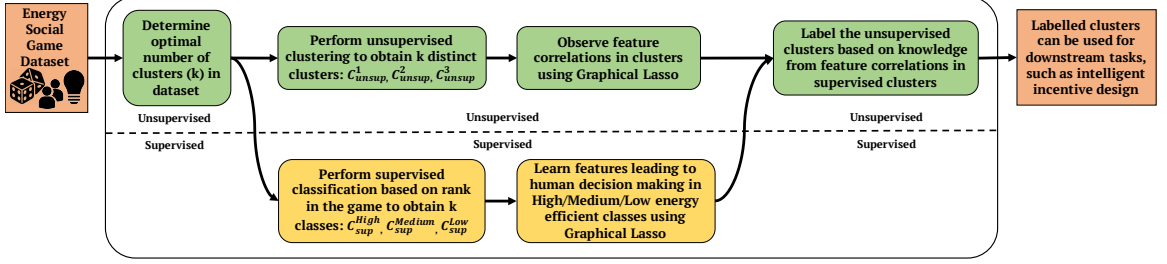 Energy
Social
Game
Dataset
Determine
optimal
number of
clusters (k) in
dataset
Perform unsupervised
clustering to obtain k distinct
clusters: C¹unsup, C²unsup, C³unsup
Observe feature
correlations in clusters
using Graphical Lasso
Label the unsupervised
clusters based on knowledge
from feature correlations in
supervised clusters
Labelled clusters
can be used for
downstream tasks,
such as intelligent
incentive design
Unsupervised
Unsupervised
Unsupervised
Supervised
Supervised
Supervised
Perform supervised
classification based on rank
in the game to obtain k
classes: C^High_sup, C^Medium_sup, C^Low_sup
Learn features leading to
human decision making in
High/Medium/Low energy
efficient classes using
Graphical Lasso